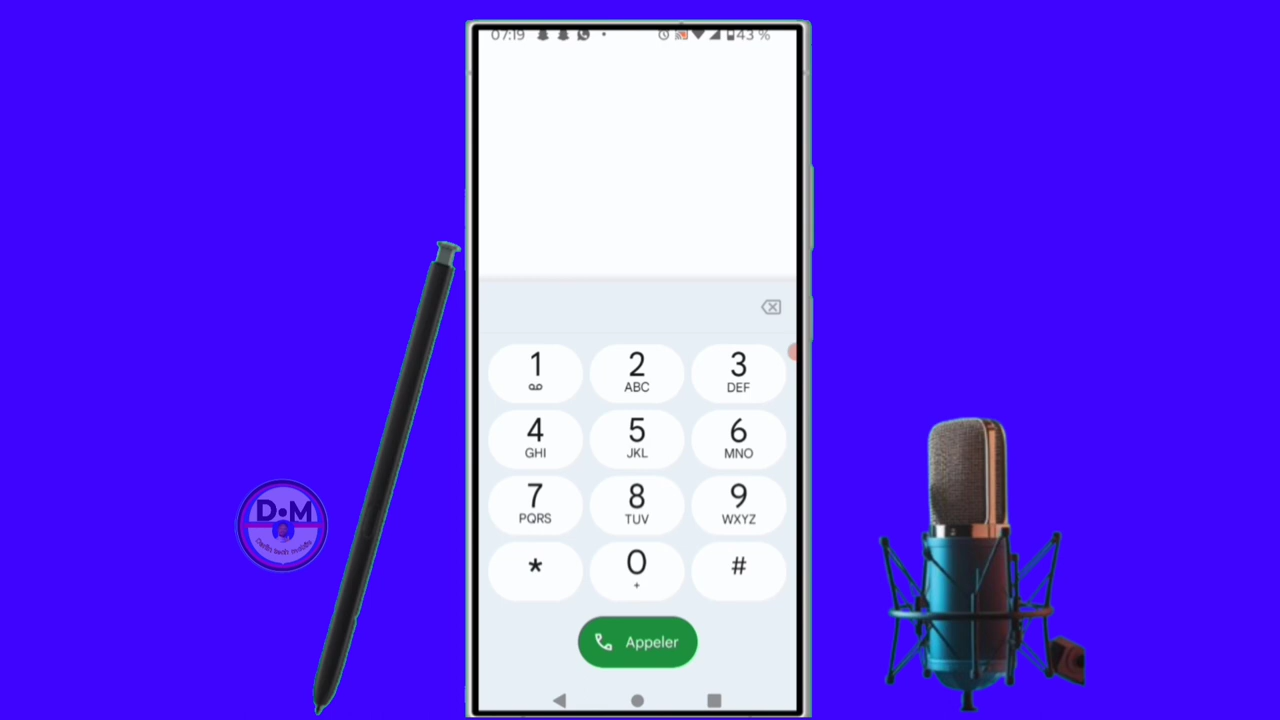 07:19 43 %
1
2
ABC
3
DEF
4
GHI
5
JKL
6
MNO
7
PQRS
8
TUV
9
WXYZ
*
0
+
#
Appeler
D•M